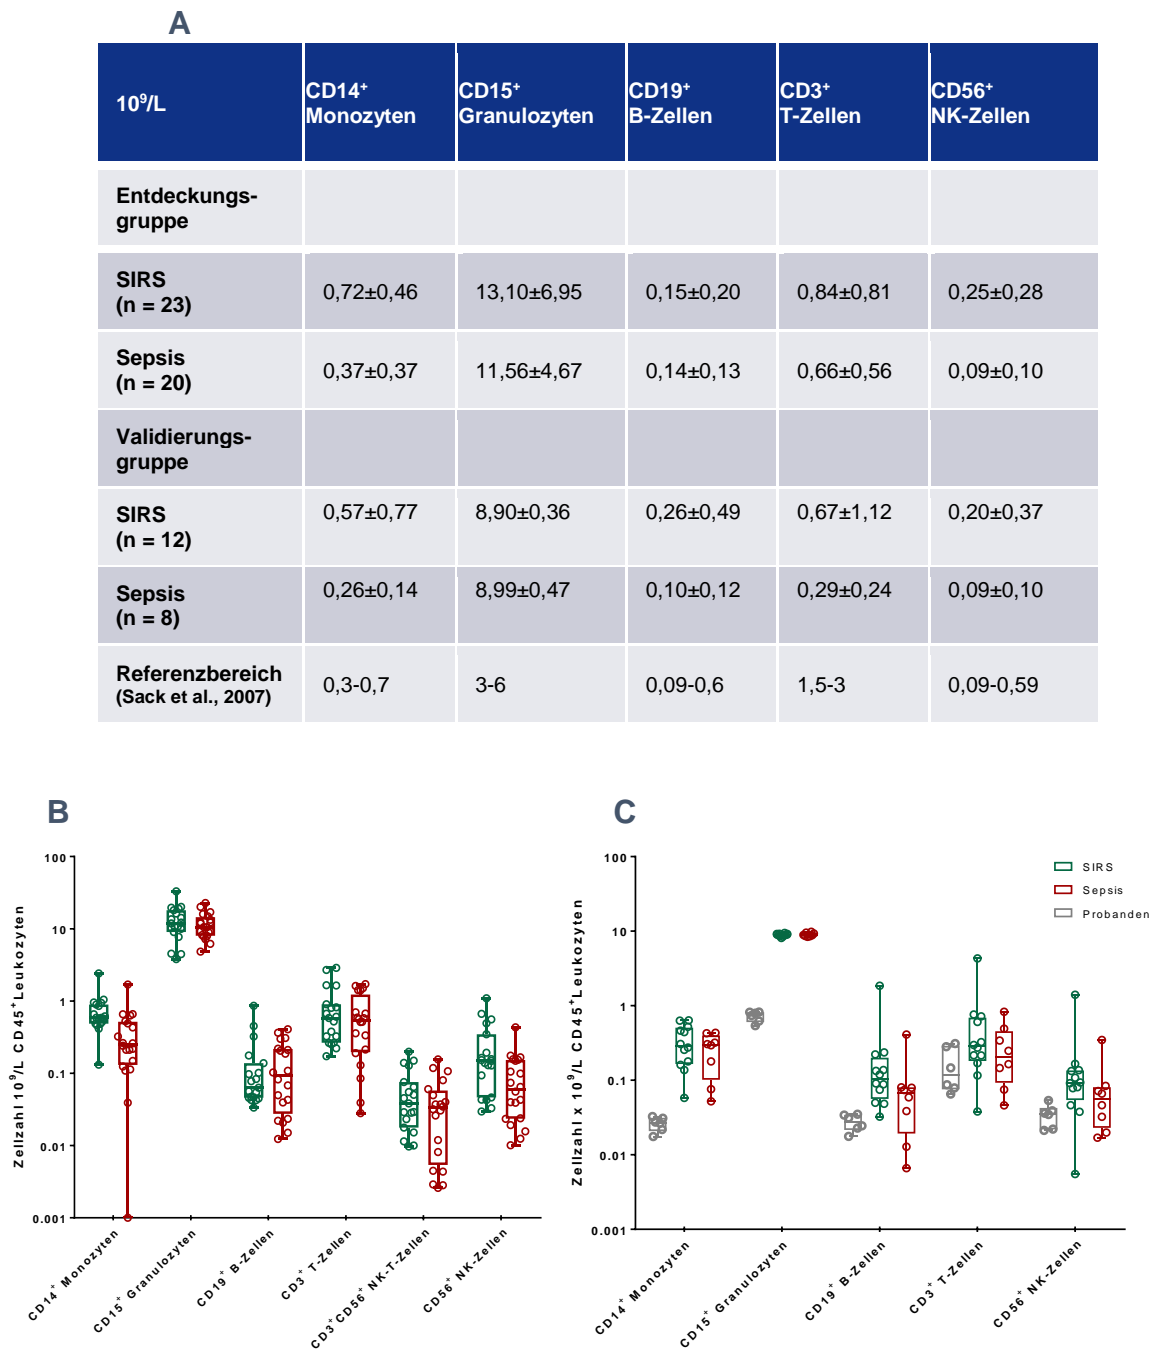 A
10⁹/L
CD14⁺
Monozyten
CD15⁺
Granulozyten
CD19⁺
B-Zellen
CD3⁺
T-Zellen
CD56⁺
NK-Zellen
Entdeckungs-
gruppe
SIRS
(n = 23)
0,72±0,46
13,10±6,95
0,15±0,20
0,84±0,81
0,25±0,28
Sepsis
(n = 20)
0,37±0,37
11,56±4,67
0,14±0,13
0,66±0,56
0,09±0,10
Validierungs-
gruppe
SIRS
(n = 12)
0,57±0,77
8,90±0,36
0,26±0,49
0,67±1,12
0,20±0,37
Sepsis
(n = 8)
0,26±0,14
8,99±0,47
0,10±0,12
0,29±0,24
0,09±0,10
Referenzbereich
(Sack et al., 2007)
0,3-0,7
3-6
0,09-0,6
1,5-3
0,09-0,59
B
Zellzahl 10⁹/L CD45⁺Leukozyten
100
10
1
0.1
0.01
0.001
CD14⁺ Monozyten
CD15⁺ Granulozyten
CD19⁺ B-Zellen
CD3⁺ T-Zellen
CD3⁺CD56⁺ NK-T-Zellen
CD56⁺ NK-Zellen
C
Zellzahl x 10⁹/L CD45⁺Leukozyten
100
10
1
0.1
0.01
0.001
SIRS
Sepsis
Probanden
CD14⁺ Monozyten
CD15⁺ Granulozyten
CD19⁺ B-Zellen
CD3⁺ T-Zellen
CD56⁺ NK-Zellen